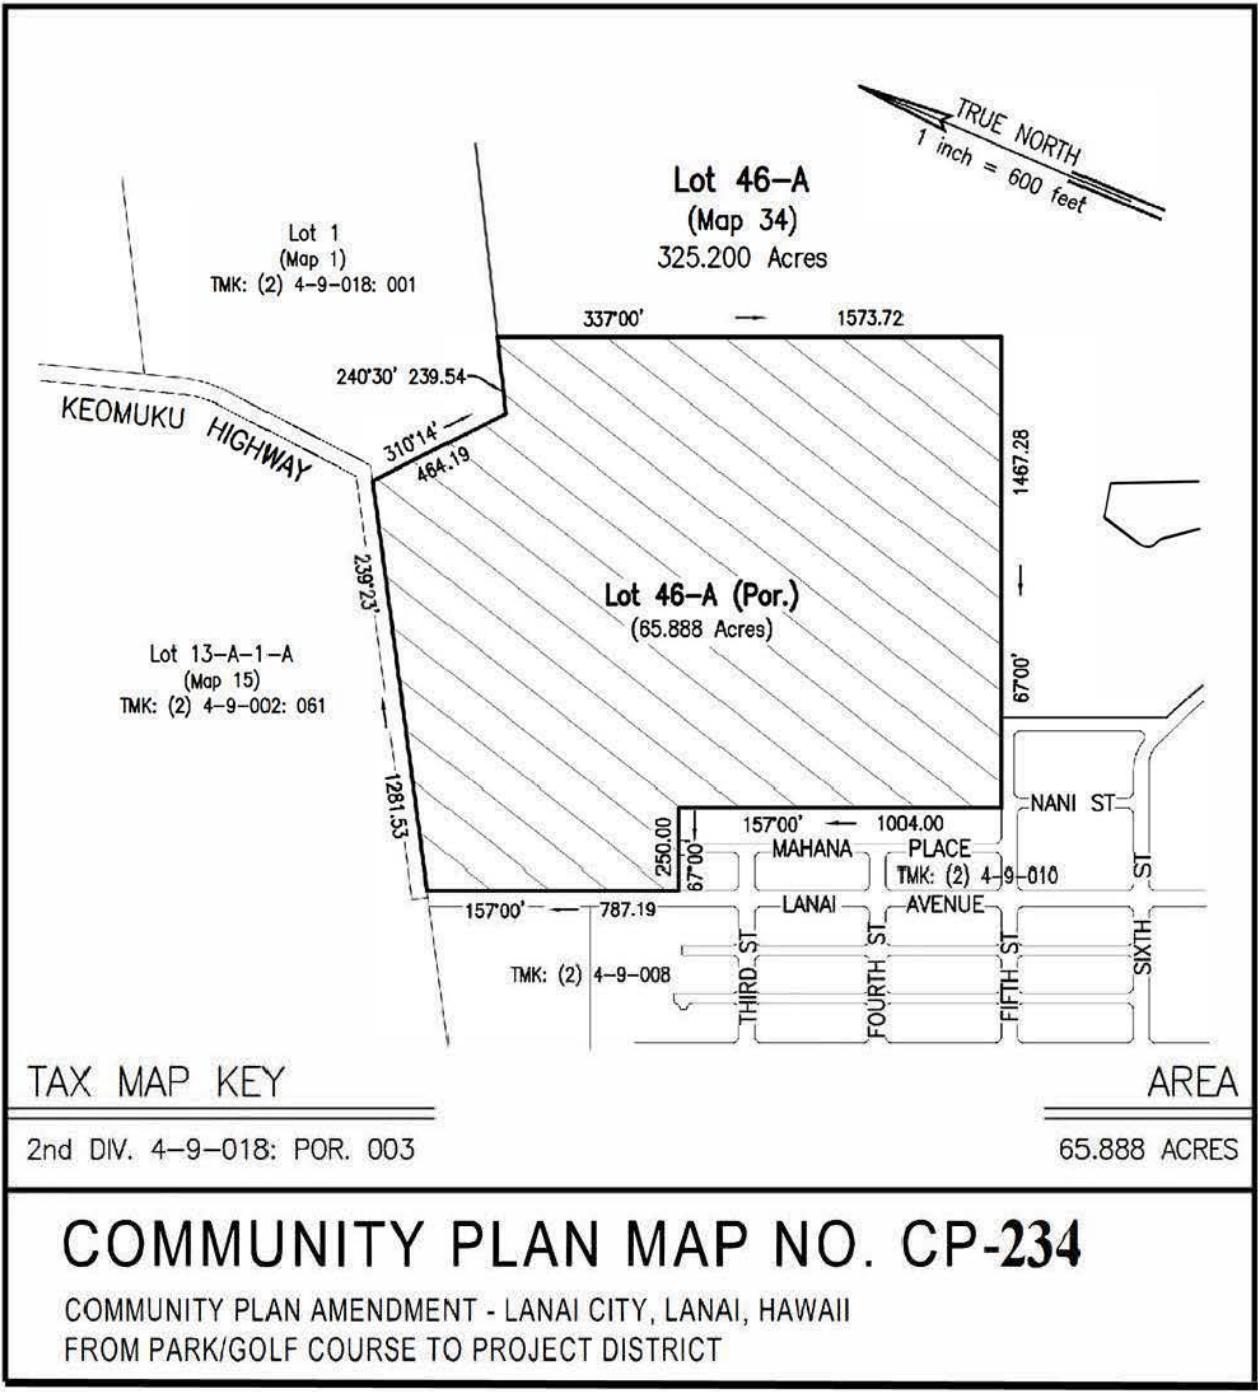 TRUE NORTH
1 inch = 600 feet
Lot 46-A
(Map 34)
325.200 Acres
Lot 1
(Map 1)
TMK: (2) 4-9-018: 001
337°00' 1573.72
240°30' 239.54
KEOMUKU HIGHWAY
310°14'
464.19
1467.28
67°00'
239°23'
1281.53
Lot 46-A (Por.)
(65.888 Acres)
Lot 13-A-1-A
(Map 15)
TMK: (2) 4-9-002: 061
NANI ST
250.00
67°00'
157°00' 1004.00
MAHANA PLACE
TMK: (2) 4-9-010
LANAI AVENUE
157°00' 787.19
TMK: (2) 4-9-008
THIRD ST
FOURTH ST
FIFTH ST
SIXTH ST
TAX MAP KEY
AREA
2nd DIV. 4-9-018: POR. 003
65.888 ACRES
COMMUNITY PLAN MAP NO. CP-234
COMMUNITY PLAN AMENDMENT - LANAI CITY, LANAI, HAWAII
FROM PARK/GOLF COURSE TO PROJECT DISTRICT